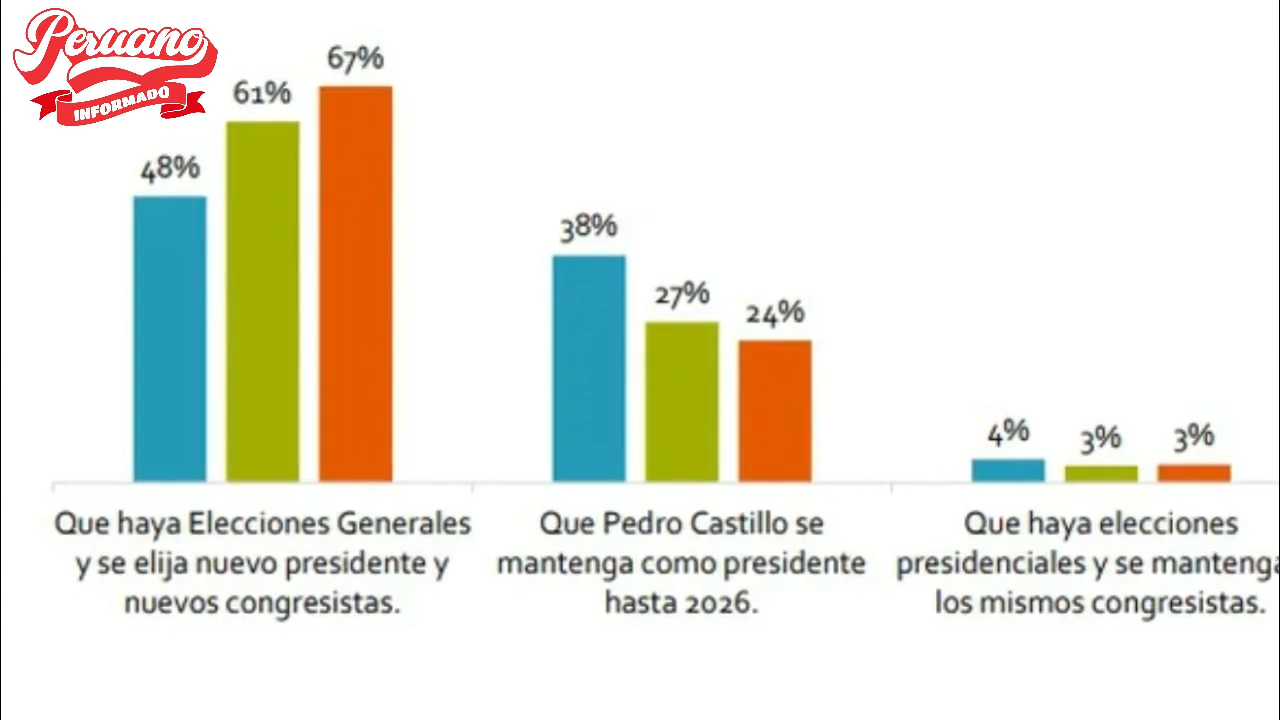 Peruano
INFORMADO
67%
61%
48%
38%
27%
24%
4%
3%
3%
Que haya Elecciones Generales
y se elija nuevo presidente y
nuevos congresistas.
Que Pedro Castillo se
mantenga como presidente
hasta 2026.
Que haya elecciones
presidenciales y se mantenga
los mismos congresistas.